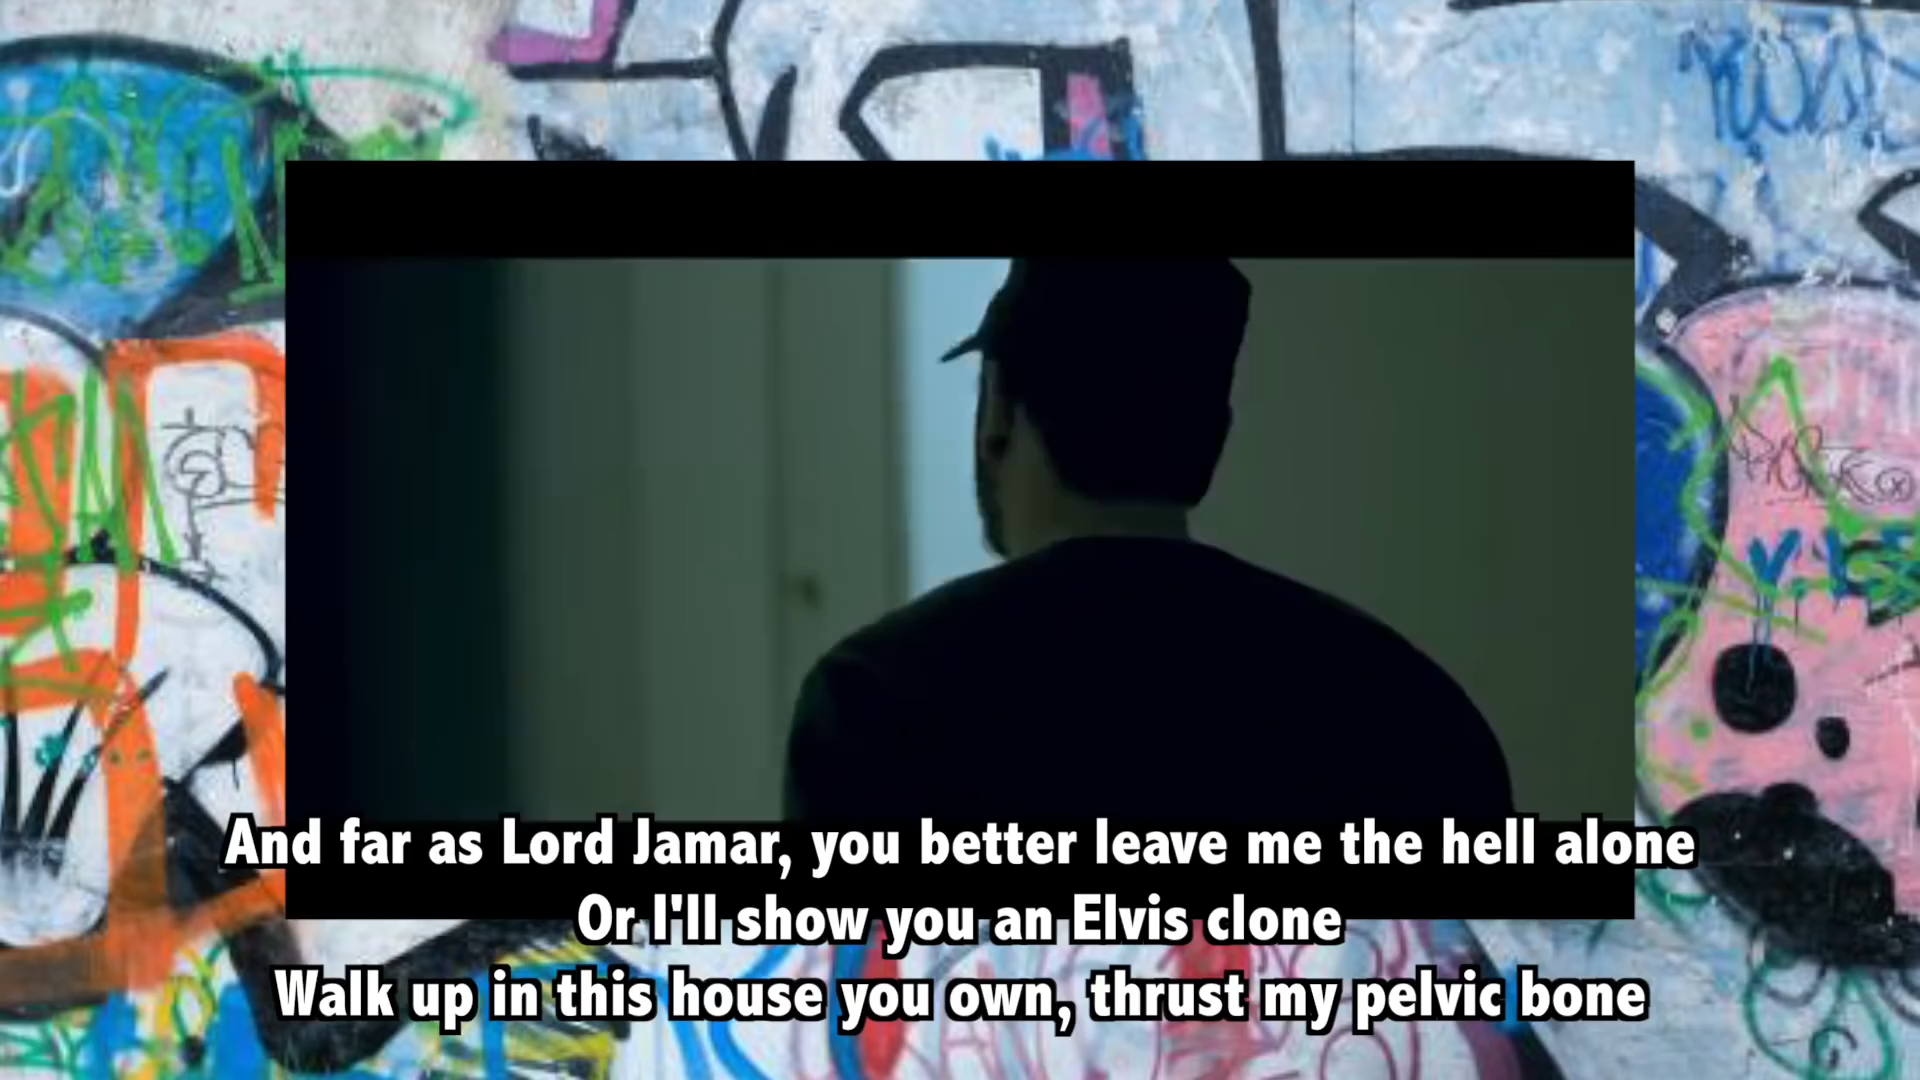 And far as Lord Jamar, you better leave me the hell alone
Or I'll show you an Elvis clone
Walk up in this house you own, thrust my pelvic bone